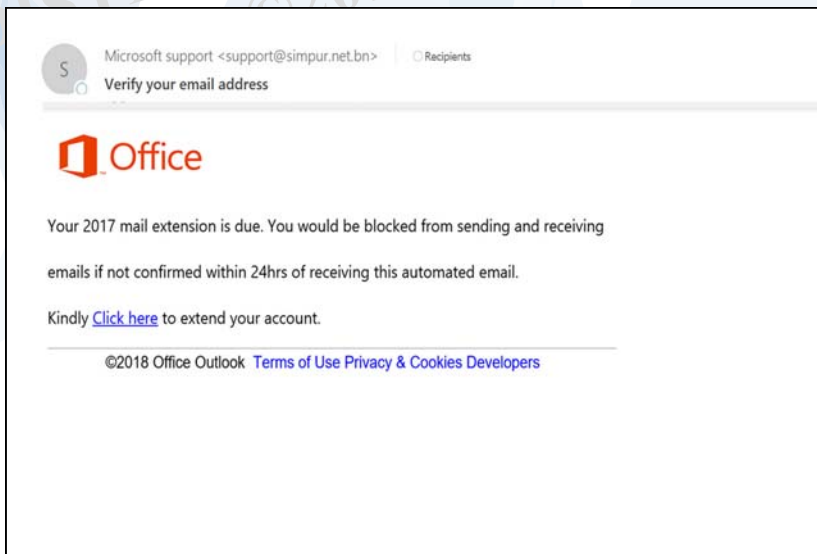 S
Microsoft support <support@simpur.net.bn> Recipients
Verify your email address
Office
Your 2017 mail extension is due. You would be blocked from sending and receiving
emails if not confirmed within 24hrs of receiving this automated email.
Kindly Click here to extend your account.
©2018 Office Outlook Terms of Use Privacy & Cookies Developers